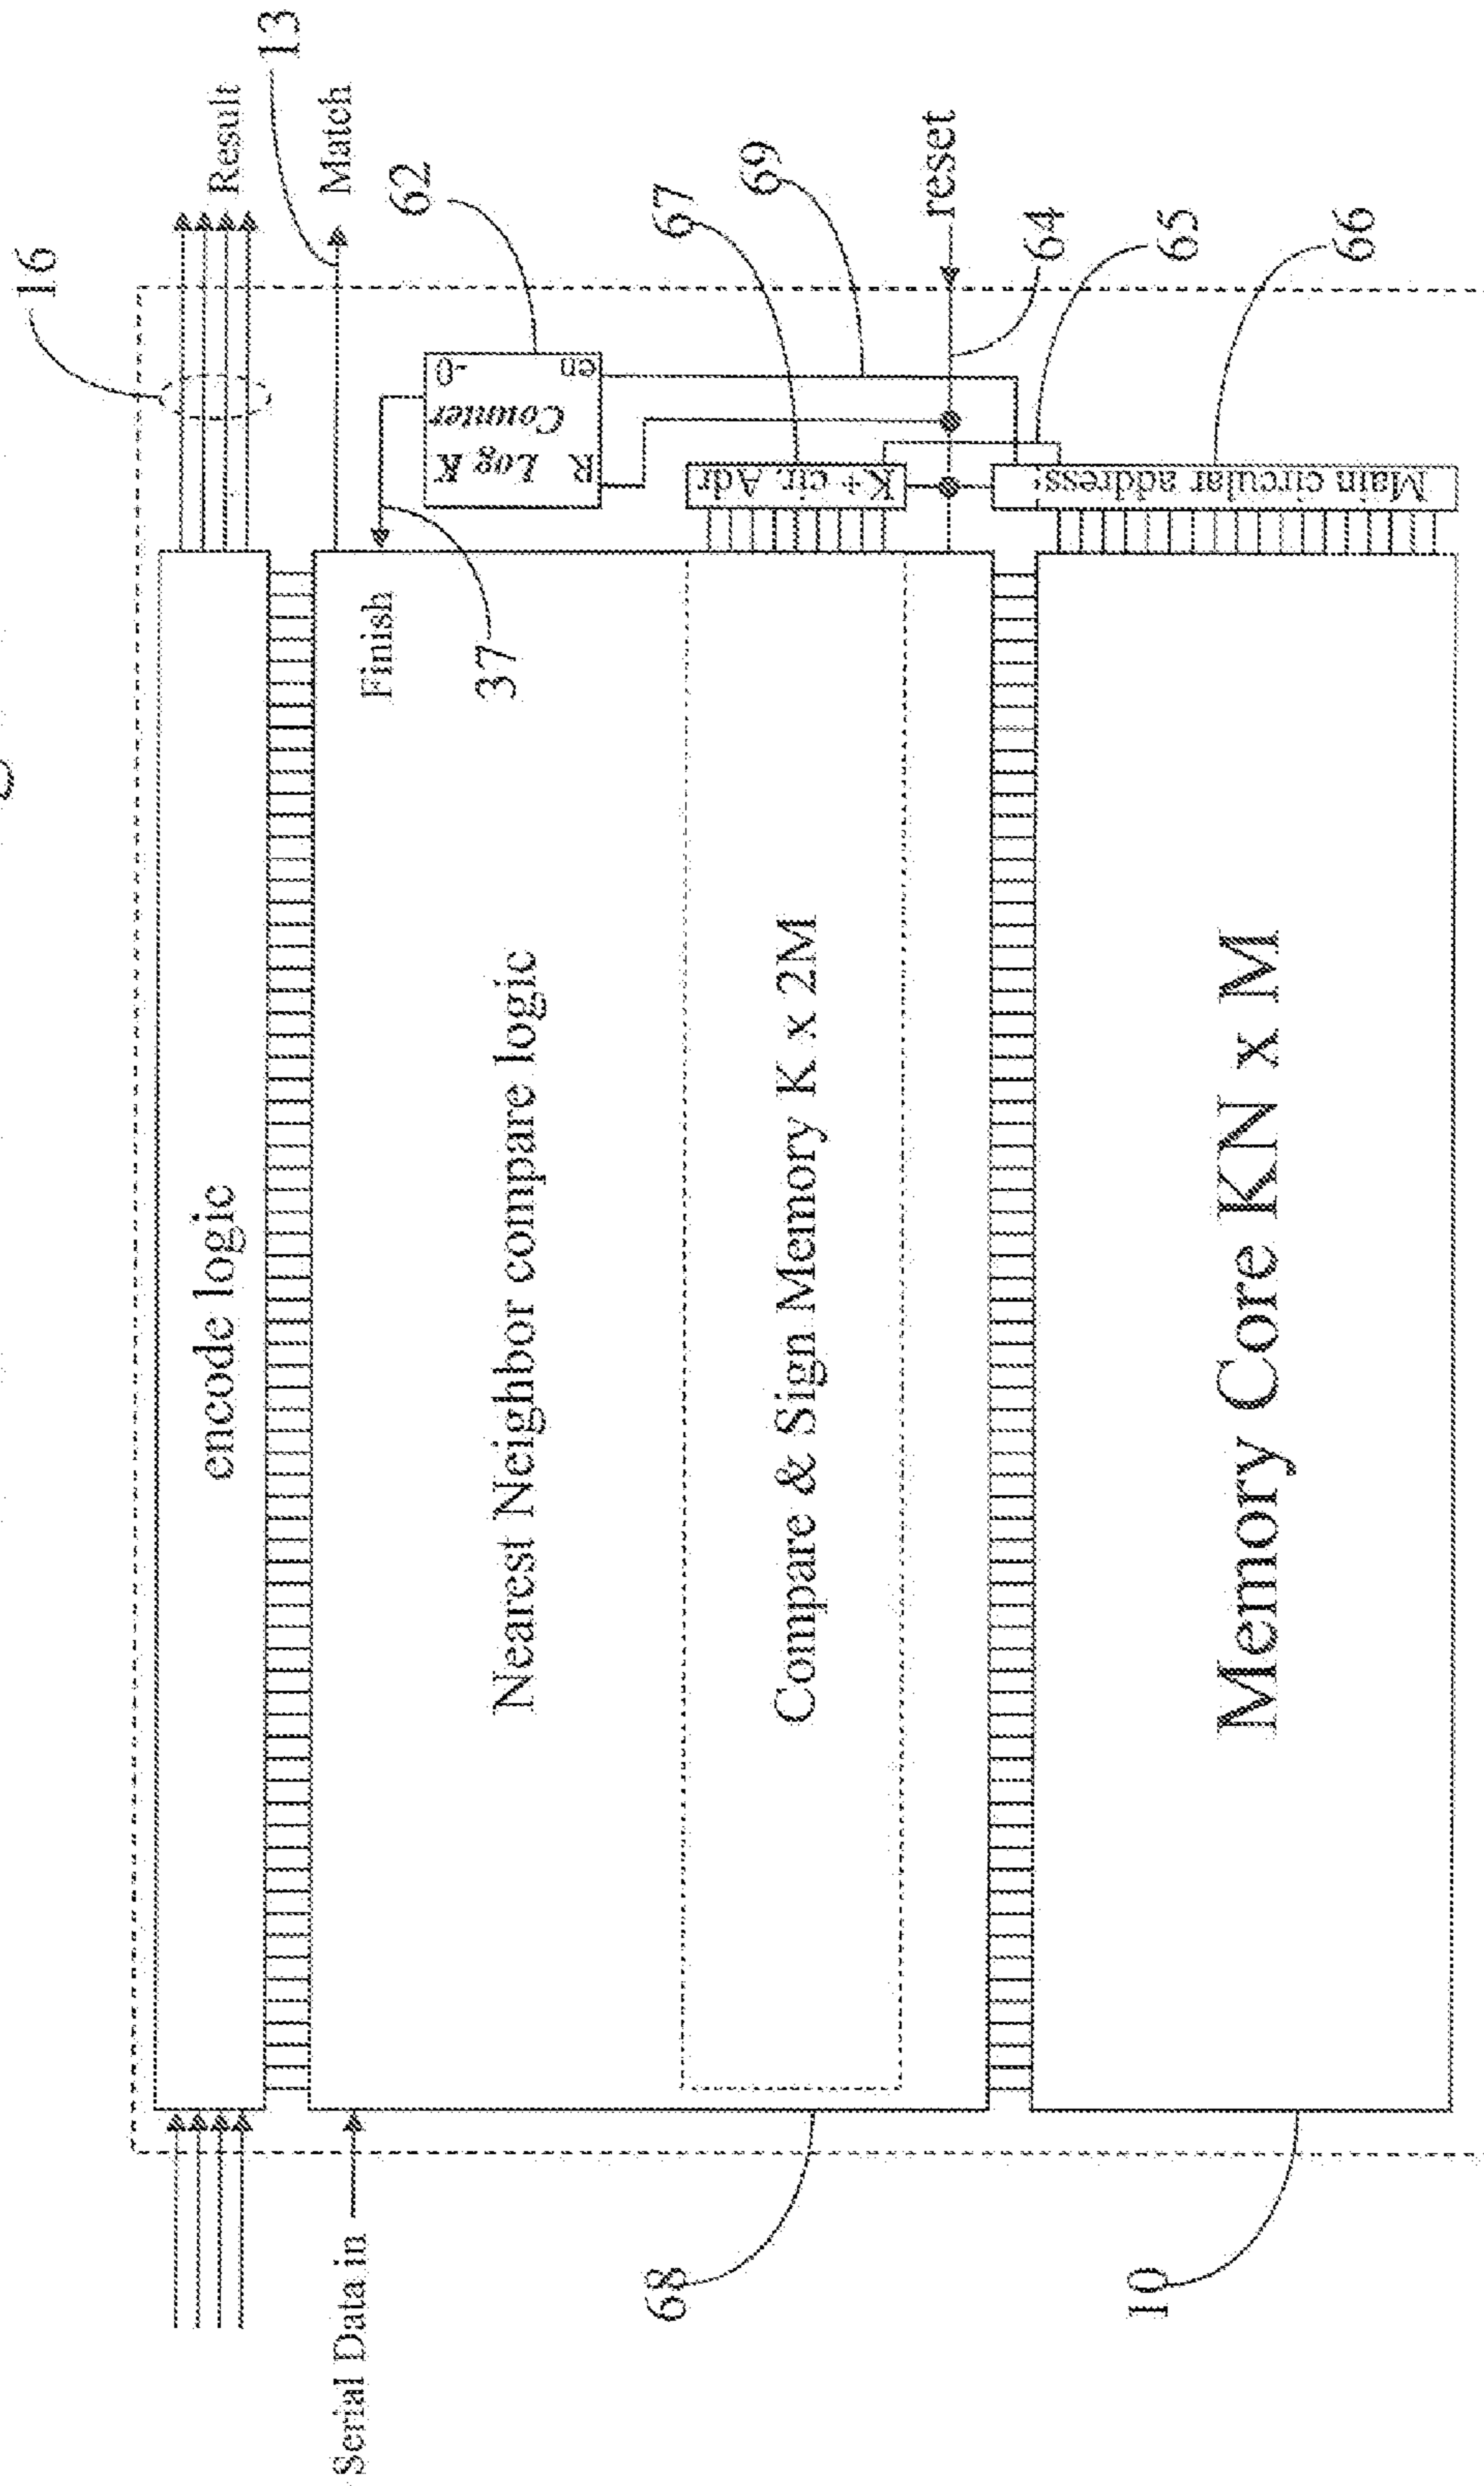 16
Result
13
Match
encode logic
Finish
37
62
Log K
Counter
-0
R
en
Nearest Neighbor compare logic
Serial Data in
67
K+ cir. Adr
69
Compare & Sign Memory K x 2M
68
reset
64
65
Main circular address
66
Memory Core KN x M
10